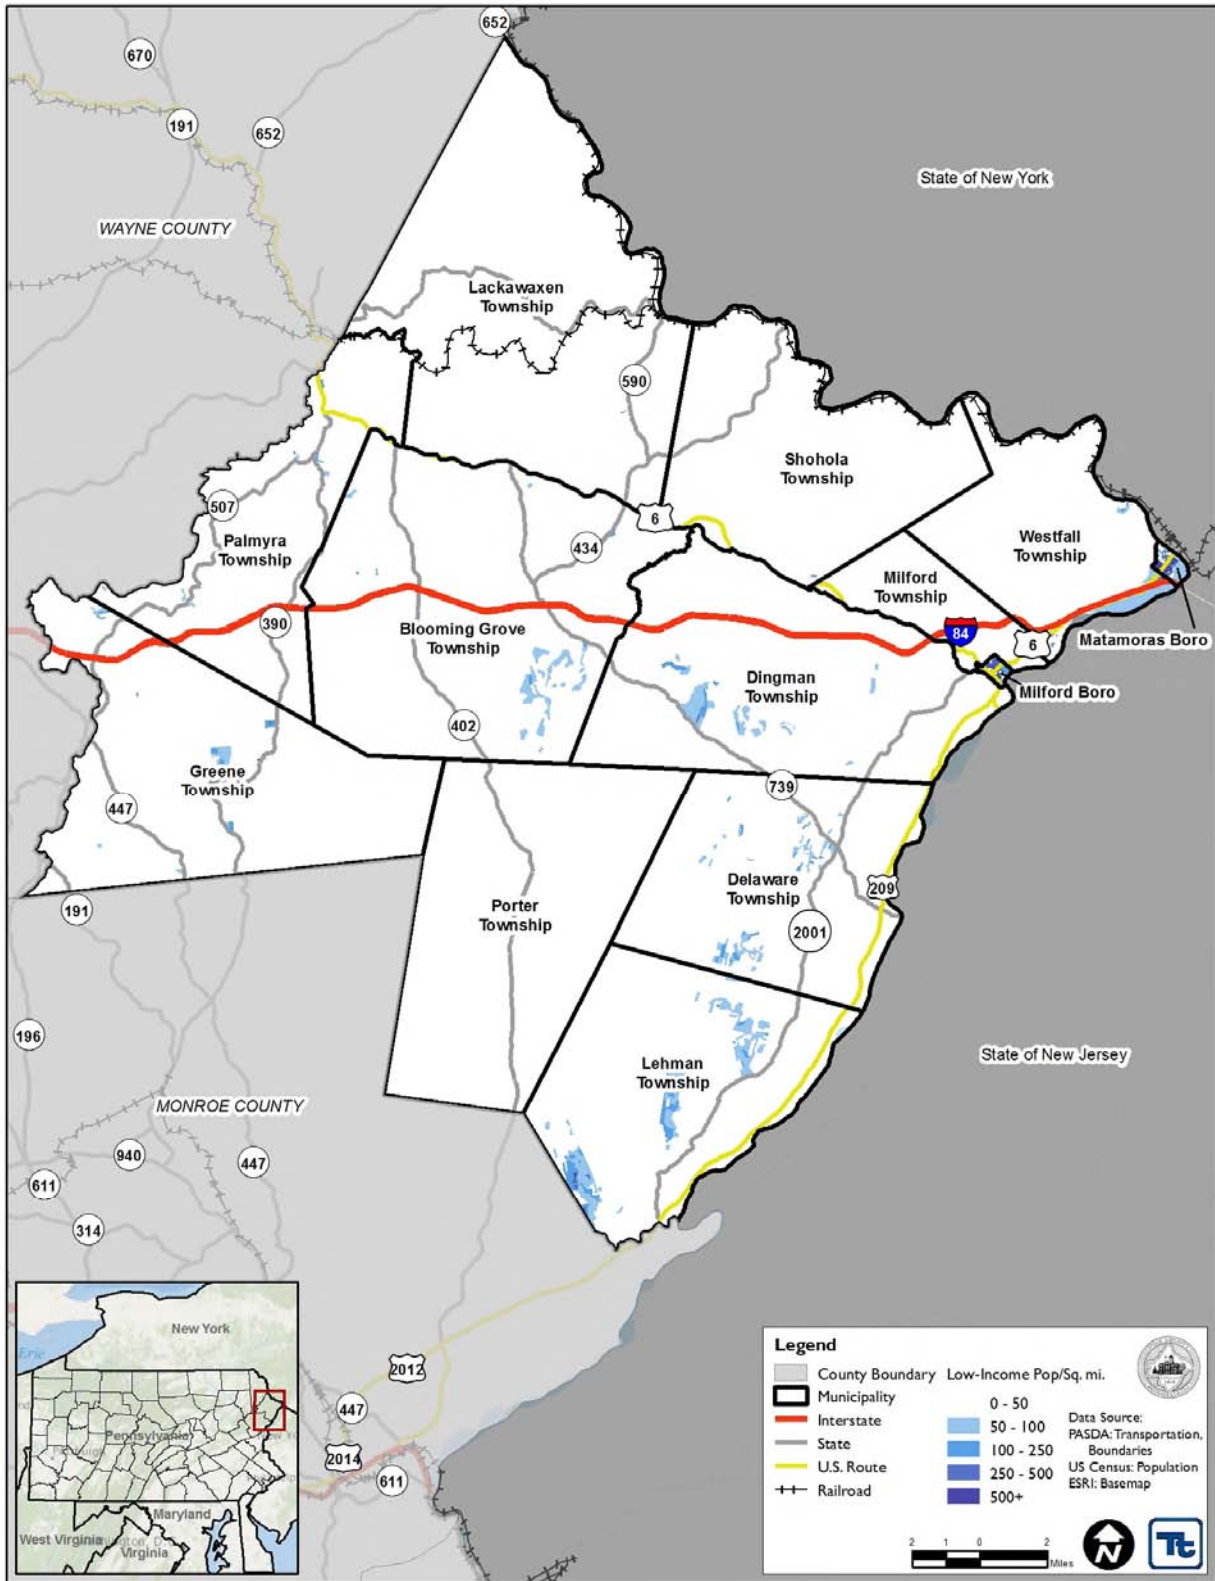 652
670
191
652
State of New York
WAYNE COUNTY
Lackawaxen
Township
590
Shohola
Township
507
6
Westfall
Township
Palmyra
Township
434
Milford
Township
390
Blooming Grove
Township
84
6
Matamoras Boro
Dingman
Township
Milford Boro
402
Greene
Township
739
447
Delaware
Township
209
191
Porter
Township
2001
196
State of New Jersey
Lehman
Township
MONROE COUNTY
940
447
611
314
New York
Erie
Pennsylvania
Maryland
West Virginia
Virginia
2012
447
2014
611
Legend
County Boundary
Municipality
Interstate
State
U.S. Route
Railroad
Low-Income Pop/Sq. mi.
0 - 50
50 - 100
100 - 250
250 - 500
500+
Data Source:
PASDA: Transportation,
Boundaries
US Census: Population
ESRI: Basemap
2 1 0 2
Miles
N
Tt